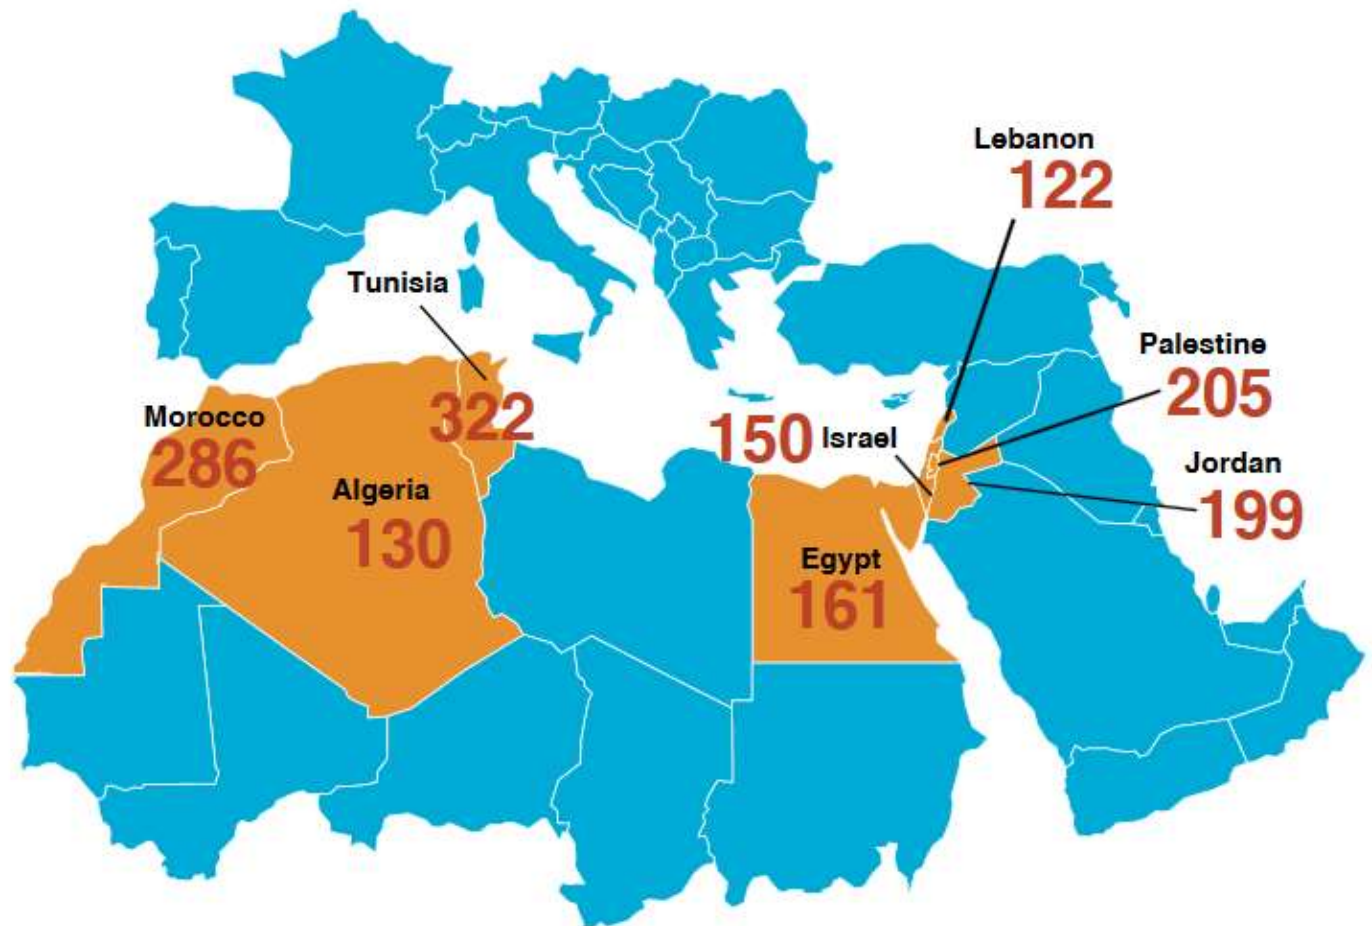 Lebanon
122
Tunisia
Palestine
205
Morocco
286
322
150 Israel
Jordan
199
Algeria
130
Egypt
161